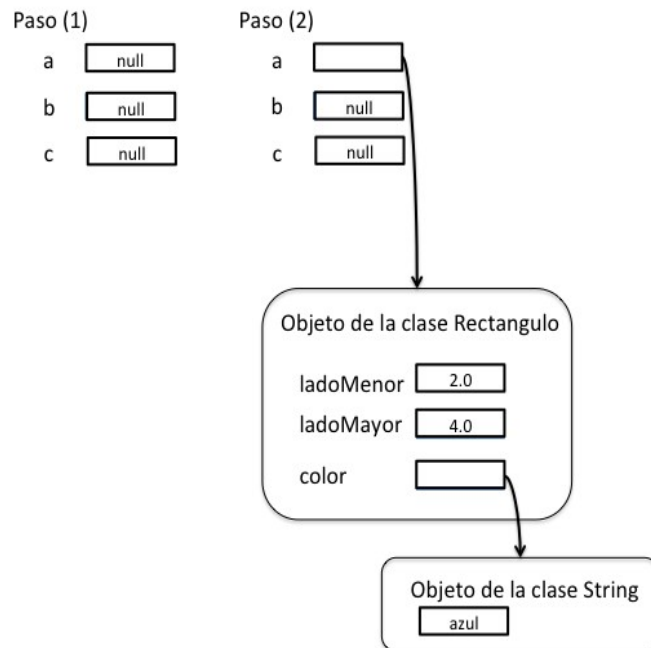 Paso (1)
a null
b null
c null
Paso (2)
a
b null
c null
Objeto de la clase Rectangulo
ladoMenor 2.0
ladoMayor 4.0
color
Objeto de la clase String
azul